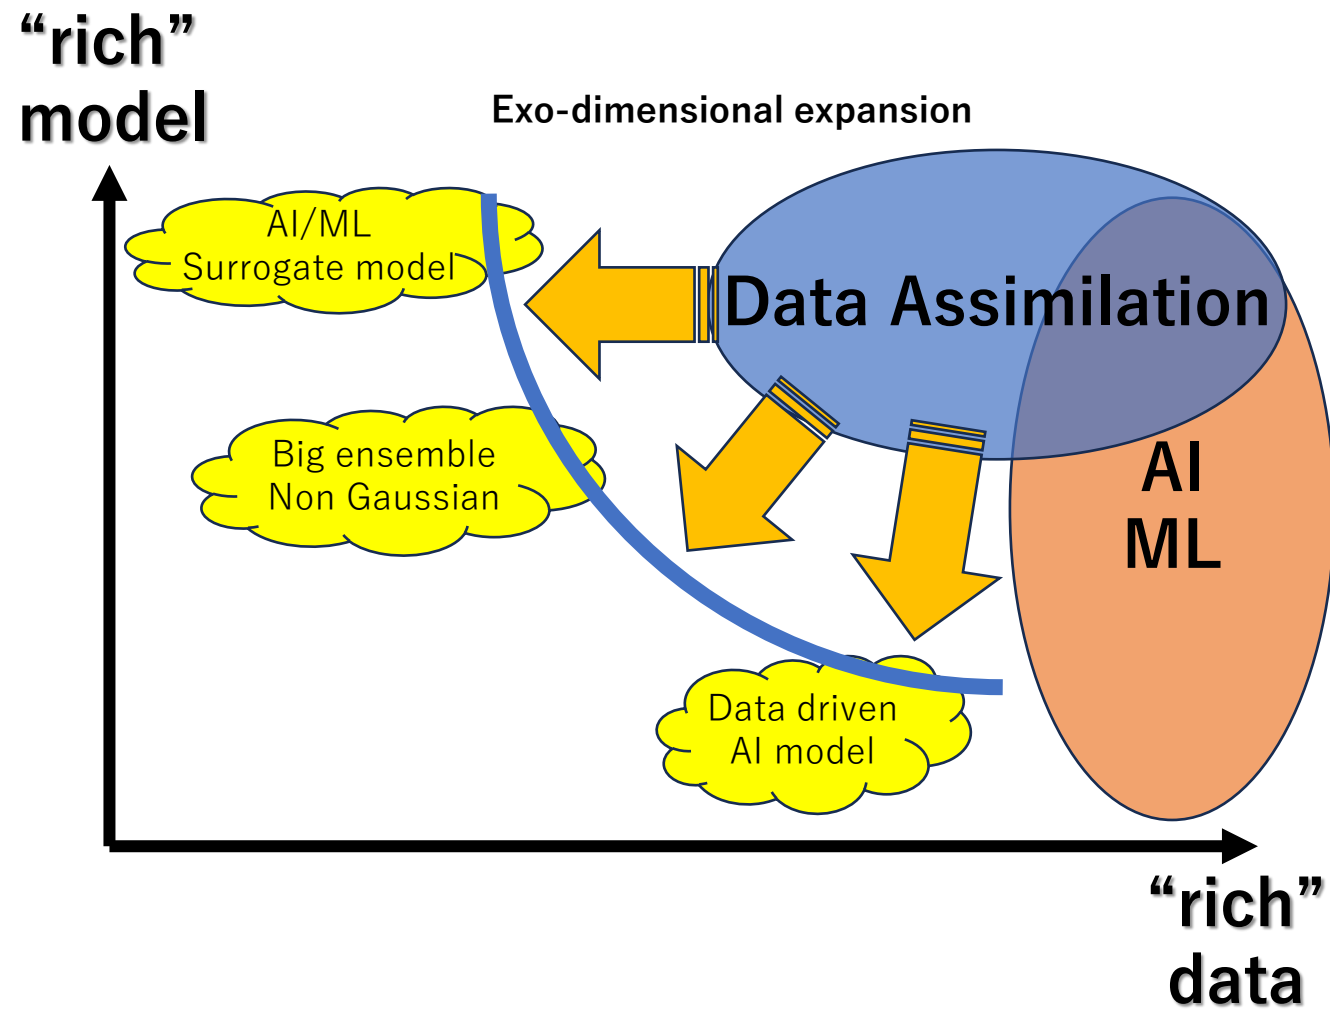 “rich”
model
Exo-dimensional expansion
AI/ML
Surrogate model
Data Assimilation
Big ensemble
Non Gaussian
AI
ML
Data driven
AI model
“rich”
data